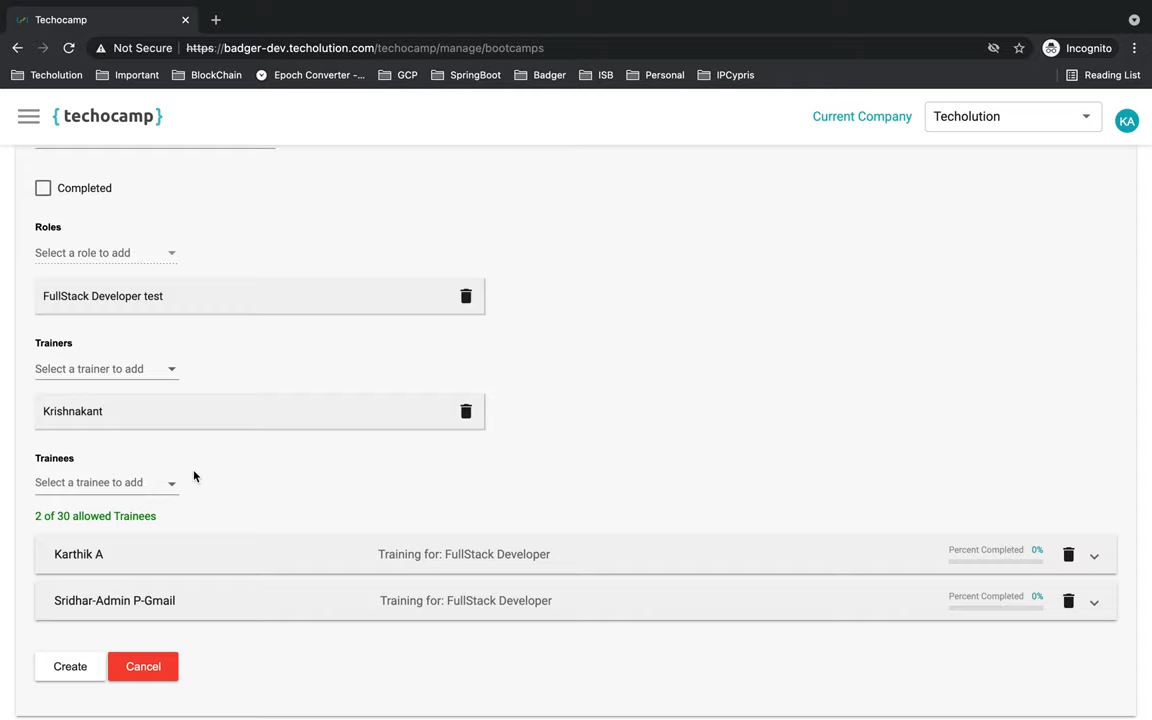 Techocamp
Not Secure https://badger-dev.techolution.com/techocamp/manage/bootcamps Incognito
Techolution Important BlockChain Epoch Converter -... GCP SpringBoot Badger ISB Personal IPCypris Reading List
{techocamp} Current Company Techolution KA
Completed
Roles
Select a role to add
FullStack Developer test
Trainers
Select a trainer to add
Krishnakant
Trainees
Select a trainee to add
2 of 30 allowed Trainees
Karthik A Training for: FullStack Developer Percent Completed 0%
Sridhar-Admin P-Gmail Training for: FullStack Developer Percent Completed 0%
Create Cancel